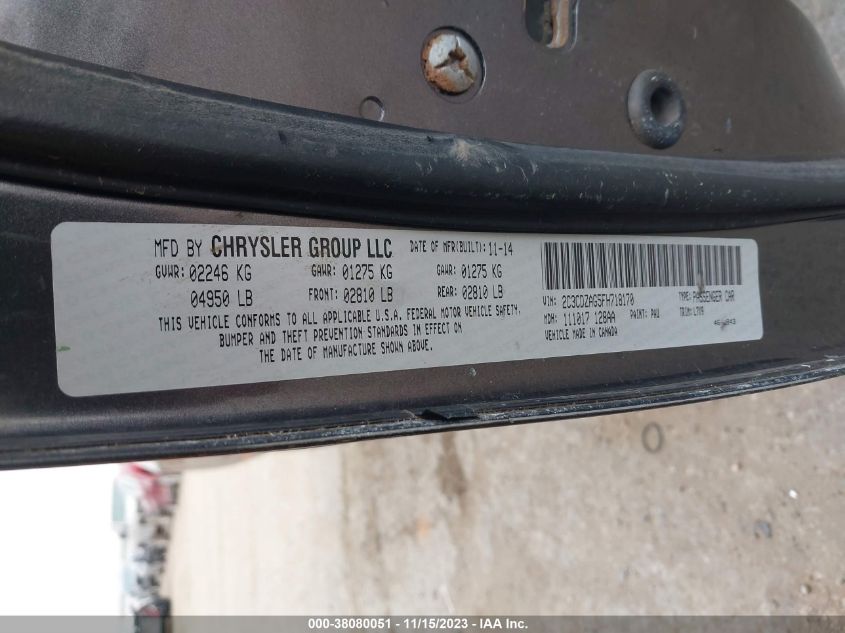 MFD BY CHRYSLER GROUP LLC DATE OF MFR(BUILT): 11-14
GVWR: 02246 KG GAWR: 01275 KG GAWR: 01275 KG
04950 LB FRONT: 02810 LB REAR: 02810 LB
THIS VEHICLE CONFORMS TO ALL APPLICABLE U.S.A. FEDERAL MOTOR VEHICLE SAFETY,
BUMPER AND THEFT PREVENTION STANDARDS IN EFFECT ON
THE DATE OF MANUFACTURE SHOWN ABOVE.
VIN: 2C3CDZAG5FH718170 TYPE: PASSENGER CAR
MDH: 111017 128AA PAINT: PAU TRIM: L7X9
VEHICLE MADE IN CANADA
000-38080051 - 11/15/2023 - IAA Inc.